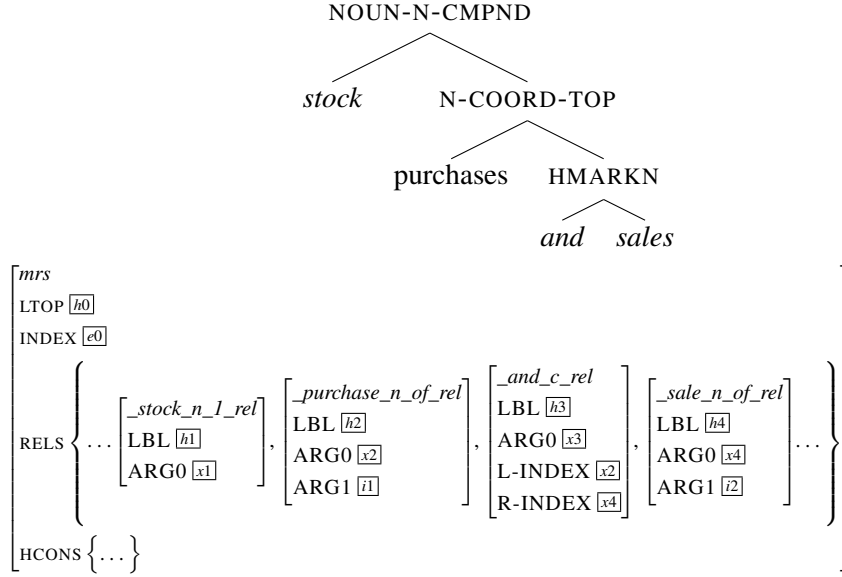 NOUN-N-CMPND
stock N-COORD-TOP
purchases HMARKN
and sales
mrs
LTOP h0
INDEX e0
RELS { ... [ _stock_n_1_rel LBL h1 ARG0 x1 ], [ _purchase_n_of_rel LBL h2 ARG0 x2 ARG1 i1 ], [ _and_c_rel LBL h3 ARG0 x3 L-INDEX x2 R-INDEX x4 ], [ _sale_n_of_rel LBL h4 ARG0 x4 ARG1 i2 ] ... }
HCONS { ... }